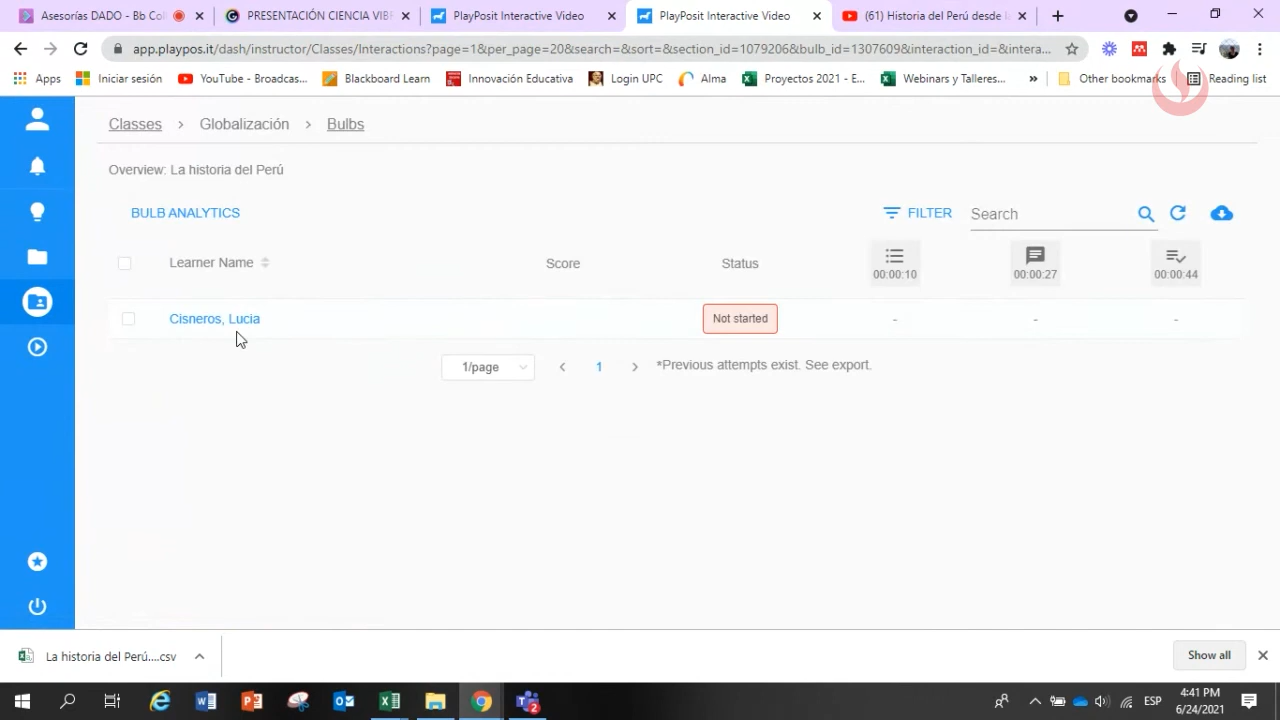 Asesorías DADO - Bb Col
PRESENTACIÓN CIENCIA VIB
PlayPosit Interactive Video
PlayPosit Interactive Video
(61) Historia del Perú desde l
app.playpos.it/dash/instructor/Classes/Interactions?page=1&per_page=20&search=&sort=&section_id=1079206&bulb_id=1307609&interaction_id=&intera...
Apps
Iniciar sesión
YouTube - Broadcas...
Blackboard Learn
Innovación Educativa
Login UPC
Alma
Proyectos 2021 - E...
Webinars y Talleres...
»
Other bookmarks
Reading list
Classes > Globalización > Bulbs
Overview: La historia del Perú
BULB ANALYTICS
FILTER
Search
Learner Name
Score
Status
00:00:10
00:00:27
00:00:44
Cisneros, Lucia
Not started
-
-
-
1/page
1
*Previous attempts exist. See export.
La historia del Perú....csv
Show all
ESP
4:41 PM
6/24/2021
2